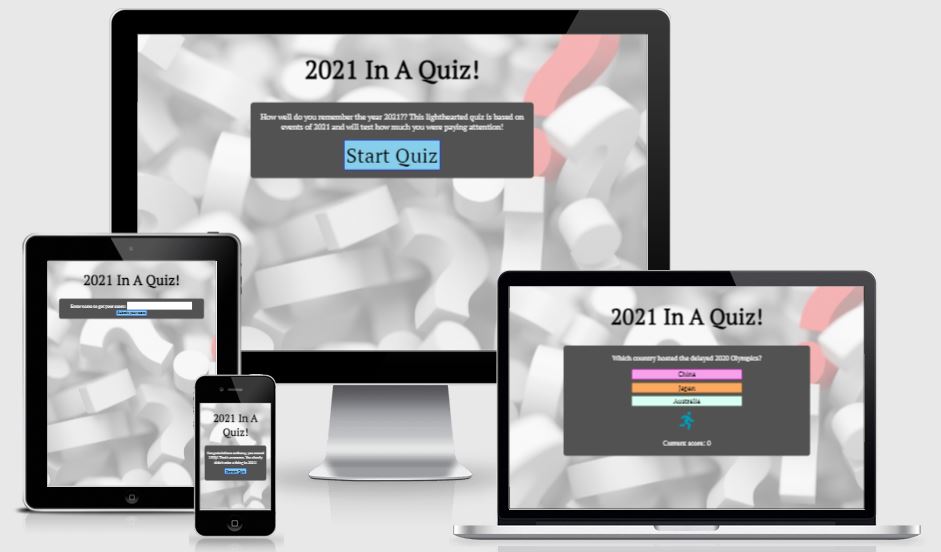 2021 In A Quiz!
How well do you remember the year 2021?? This lighthearted quiz is based on
events of 2021 and will test how much you were paying attention!
Start Quiz
2021 In A Quiz!
Enter name to get your score:
2021 In A
Quiz!
2021 In A Quiz!
Which country hosted the delayed 2020 Olympics?
China
Japan
Australia
Current score: 0